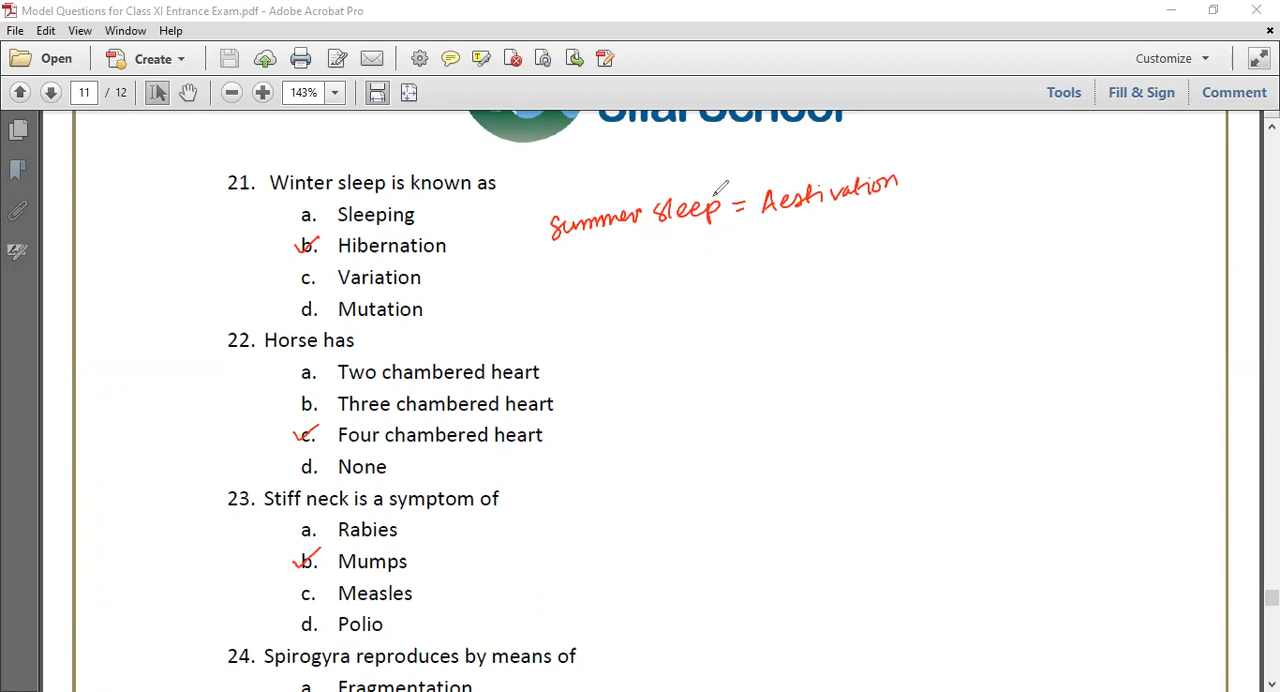 Model Questions for Class XI Entrance Exam.pdf - Adobe Acrobat Pro
File Edit View Window Help
Open Create Customize
11 / 12 143% Tools Fill & Sign Comment
School
21. Winter sleep is known as
Summer sleep = Aestivation
a. Sleeping
b. Hibernation
c. Variation
d. Mutation
22. Horse has
a. Two chambered heart
b. Three chambered heart
c. Four chambered heart
d. None
23. Stiff neck is a symptom of
a. Rabies
b. Mumps
c. Measles
d. Polio
24. Spirogyra reproduces by means of
a. Fragmentation